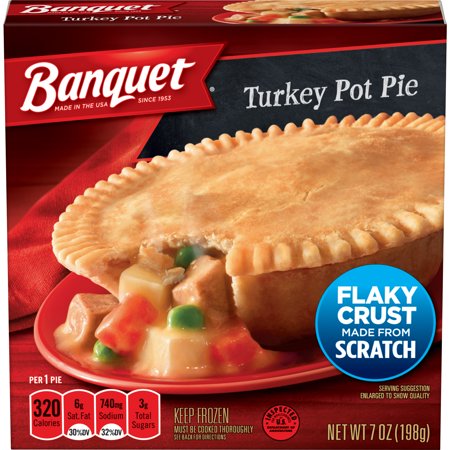 Banquet
MADE IN THE USA
SINCE 1953
Turkey Pot Pie
FLAKY
CRUST
MADE FROM
SCRATCH
SERVING SUGGESTION
ENLARGED TO SHOW QUALITY
PER 1 PIE
320
Calories
6g
Sat. Fat
30%DV
740mg
Sodium
32%DV
3g
Total
Sugars
KEEP FROZEN
MUST BE COOKED THOROUGHLY
SEE BACK FOR DIRECTIONS
INSPECTED
NET WT 7 OZ (198g)